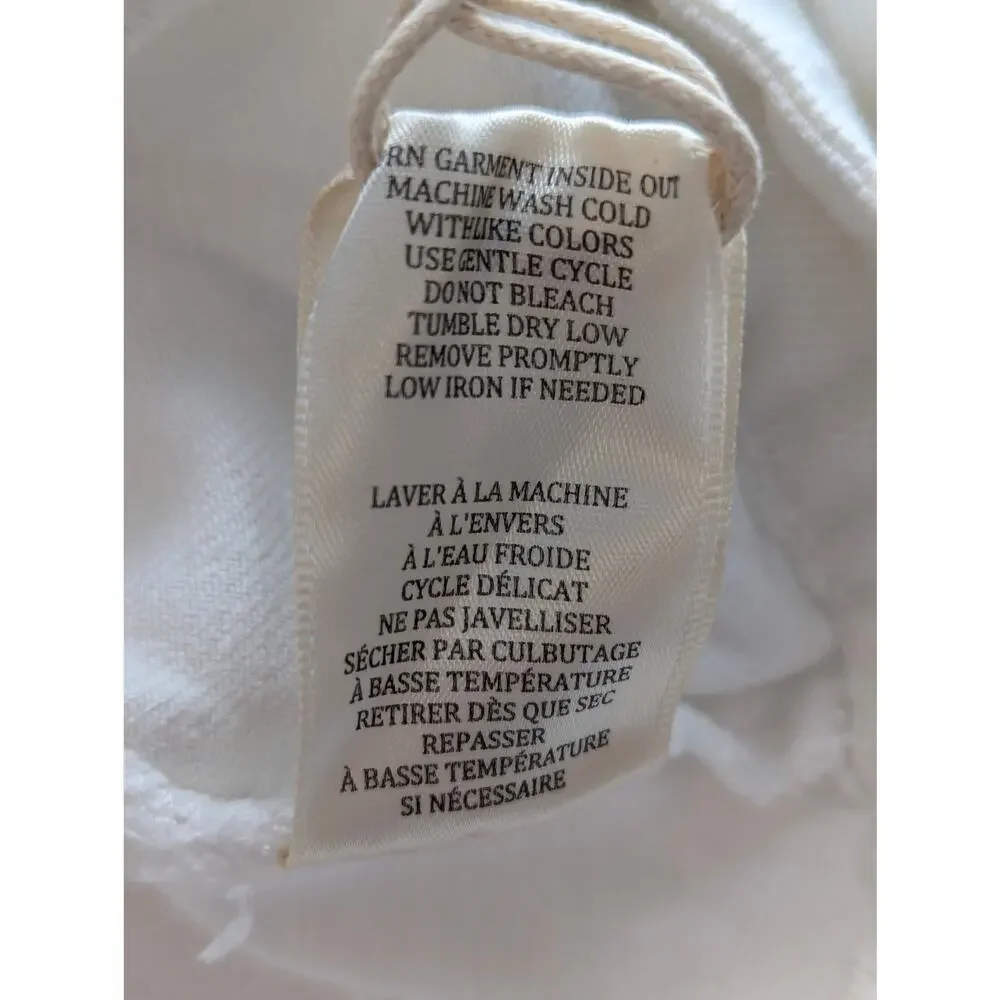 RN GARMENT INSIDE OUT
MACHINE WASH COLD
WITH LIKE COLORS
USE GENTLE CYCLE
DO NOT BLEACH
TUMBLE DRY LOW
REMOVE PROMPTLY
LOW IRON IF NEEDED
LAVER À LA MACHINE
À L'ENVERS
À L'EAU FROIDE
CYCLE DÉLICAT
NE PAS JAVELLISER
SÉCHER PAR CULBUTAGE
À BASSE TEMPÉRATURE
RETIRER DÈS QUE SEC
REPASSER
À BASSE TEMPÉRATURE
SI NÉCESSAIRE